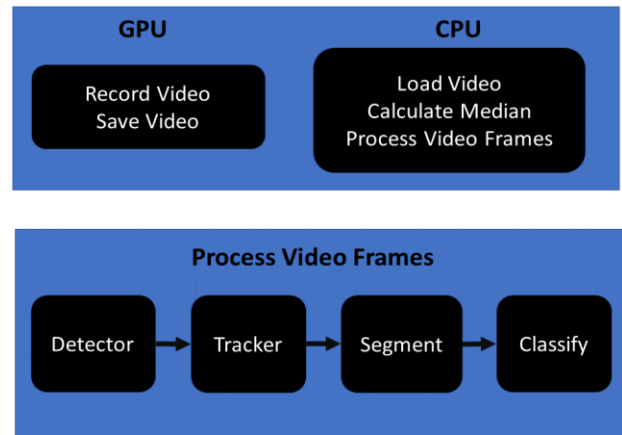 GPU
Record Video
Save Video
CPU
Load Video
Calculate Median
Process Video Frames
Process Video Frames
Detector
Tracker
Segment
Classify